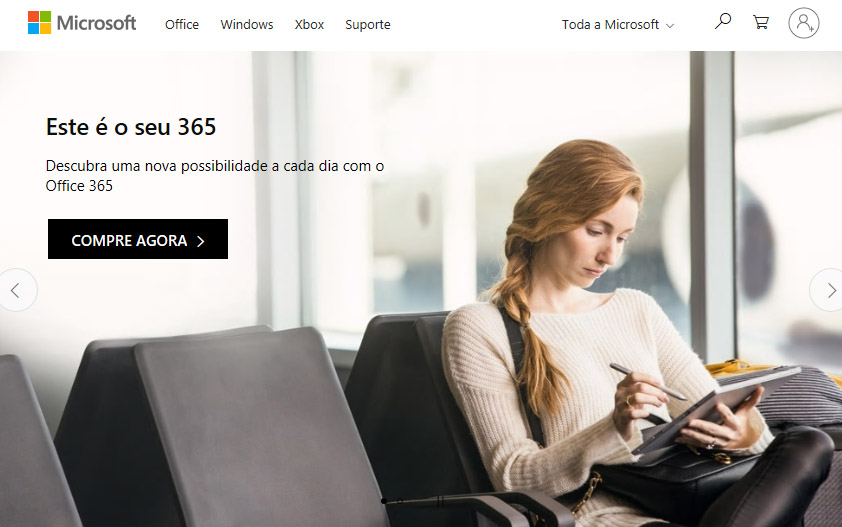 Microsoft Office Windows Xbox Suporte Toda a Microsoft
Este é o seu 365
Descubra uma nova possibilidade a cada dia com o
Office 365
COMPRE AGORA